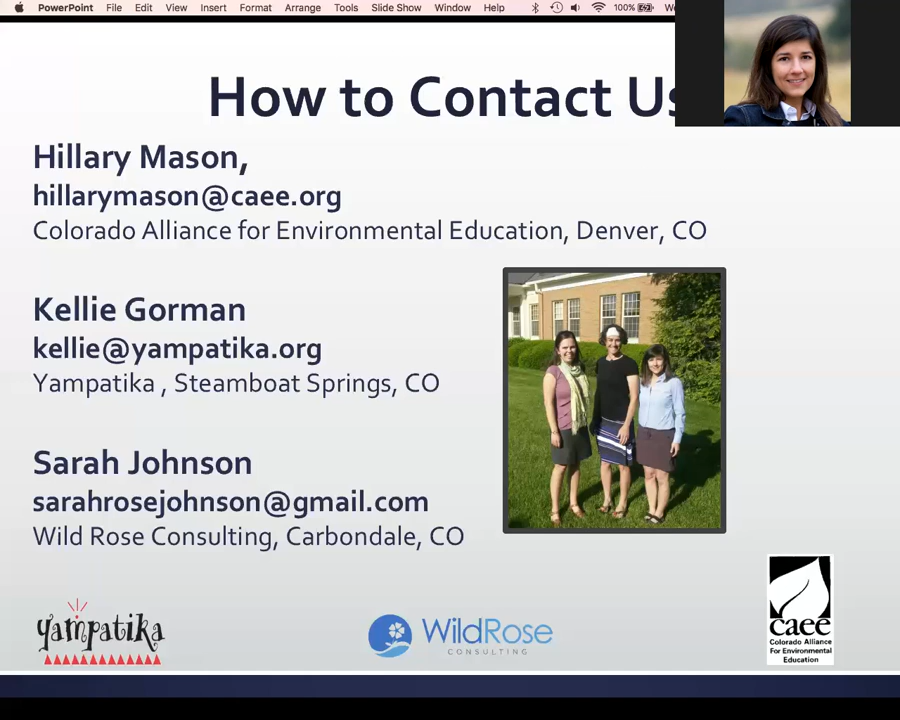 PowerPoint File Edit View Insert Format Arrange Tools Slide Show Window Help 100%
How to Contact Us
Hillary Mason,
hillarymason@caee.org
Colorado Alliance for Environmental Education, Denver, CO
Kellie Gorman
kellie@yampatika.org
Yampatika , Steamboat Springs, CO
Sarah Johnson
sarahrosejohnson@gmail.com
Wild Rose Consulting, Carbondale, CO
yampatika
WildRose
CONSULTING
caee
Colorado Alliance
For Environmental
Education